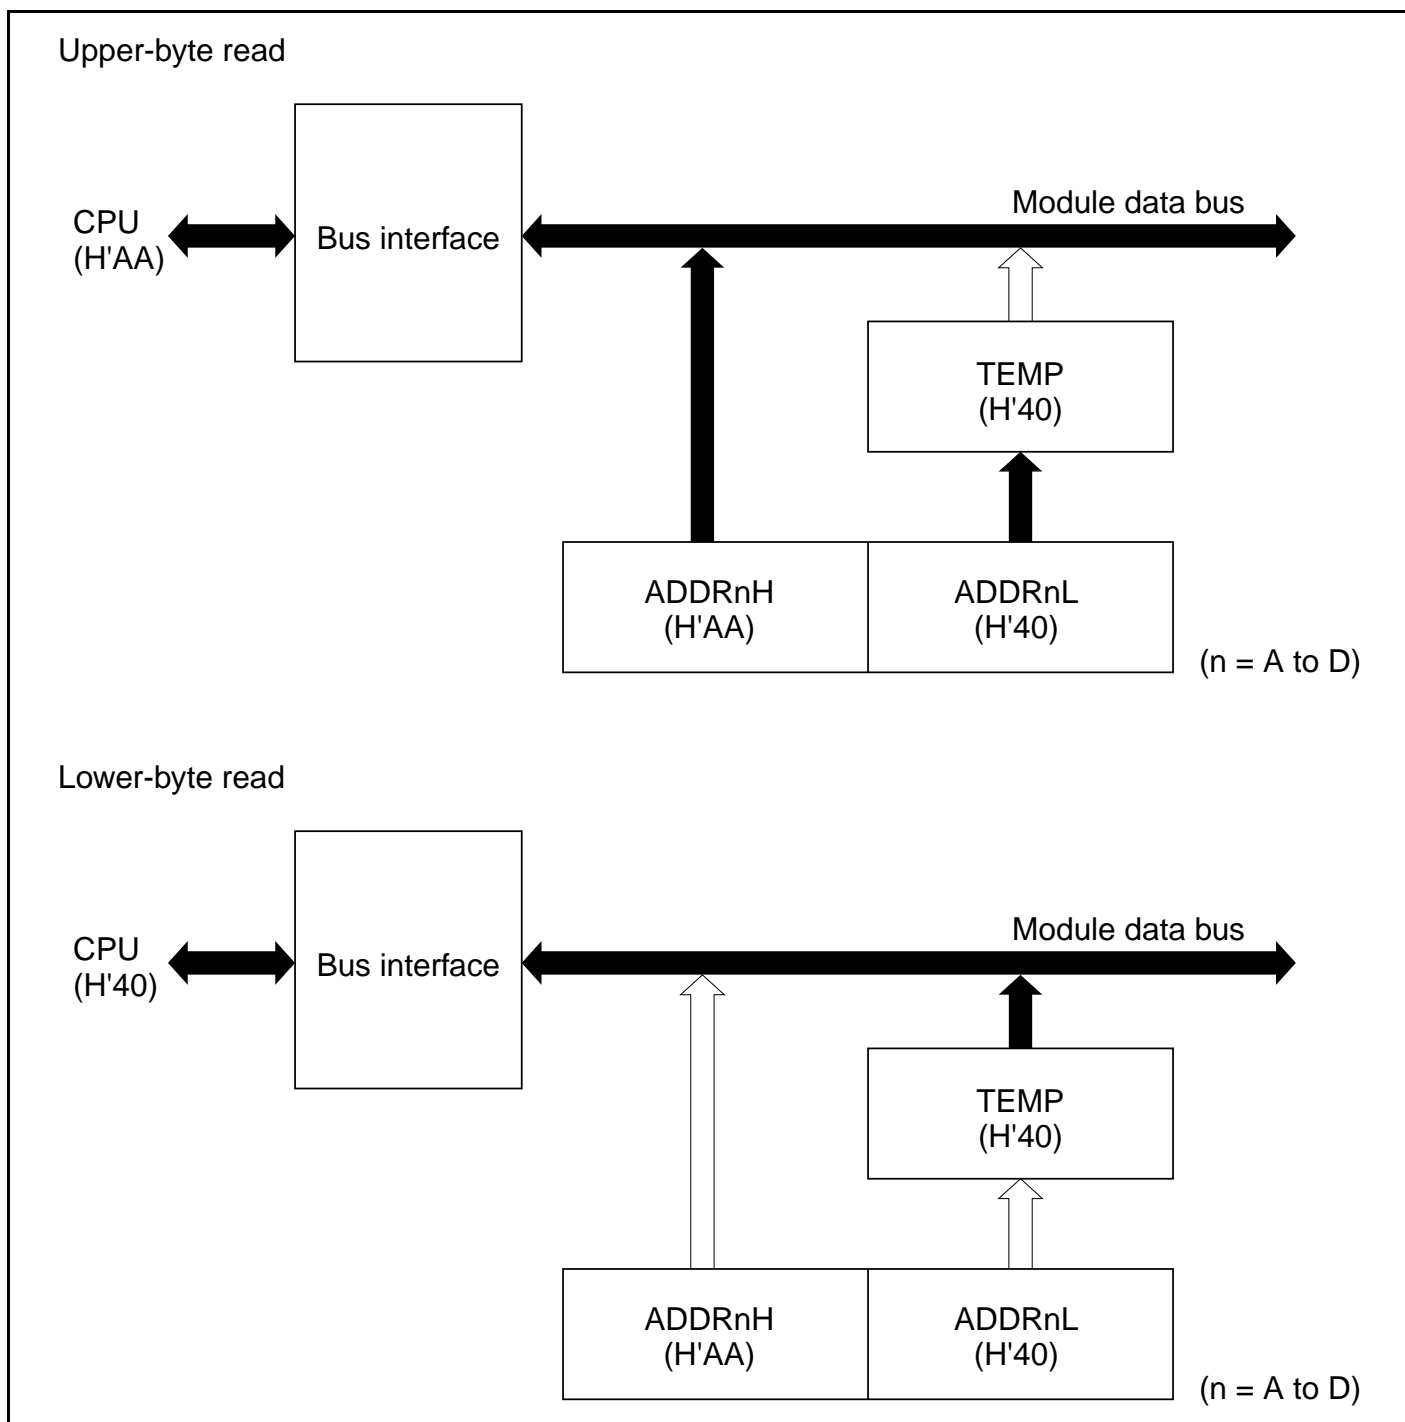 Upper-byte read
Module data bus
CPU
(H'AA)
Bus interface
TEMP
(H'40)
ADDRnH
(H'AA)
ADDRnL
(H'40)
(n = A to D)
Lower-byte read
Module data bus
CPU
(H'40)
Bus interface
TEMP
(H'40)
ADDRnH
(H'AA)
ADDRnL
(H'40)
(n = A to D)